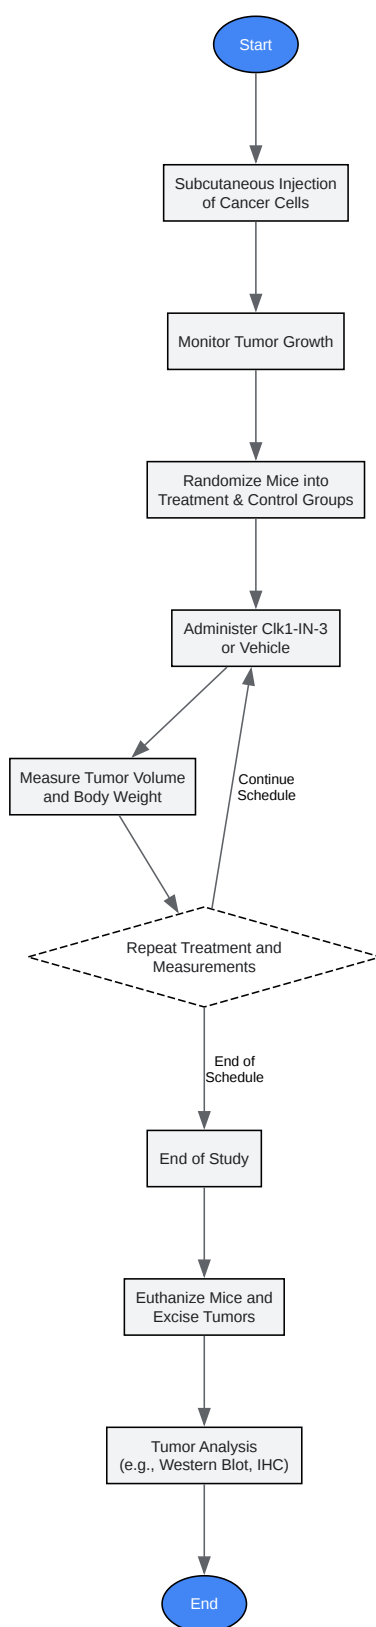 Start
Subcutaneous Injection
of Cancer Cells
Monitor Tumor Growth
Randomize Mice into
Treatment & Control Groups
Administer Clk1-IN-3
or Vehicle
Measure Tumor Volume
and Body Weight
Continue
Schedule
Repeat Treatment and
Measurements
End of
Schedule
End of Study
Euthanize Mice and
Excise Tumors
Tumor Analysis
(e.g., Western Blot, IHC)
End